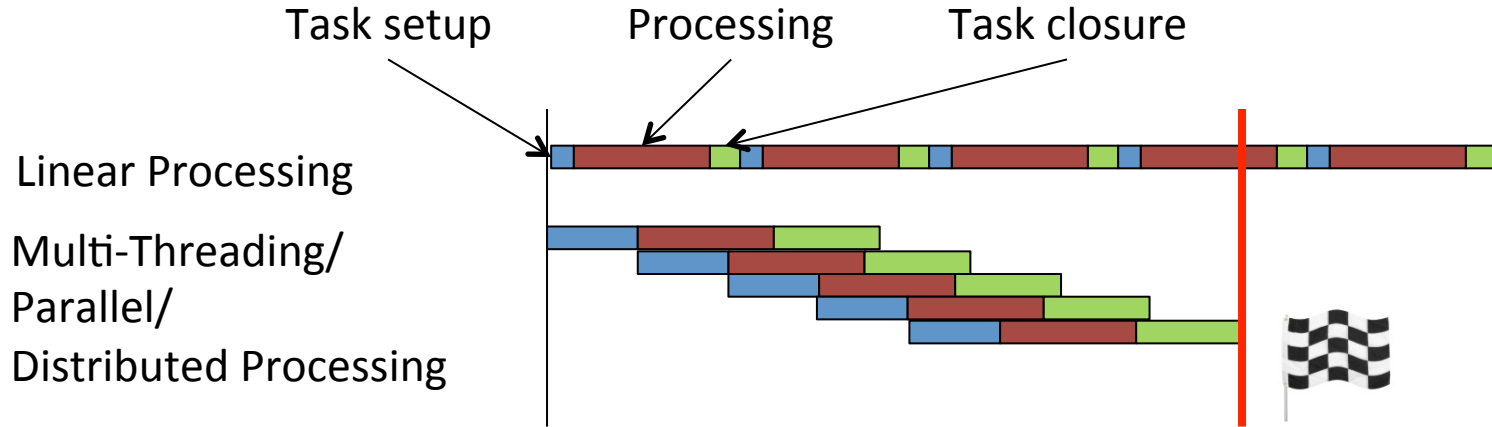 Task setup
Processing
Task closure
Linear Processing
Multi-Threading/
Parallel/
Distributed Processing